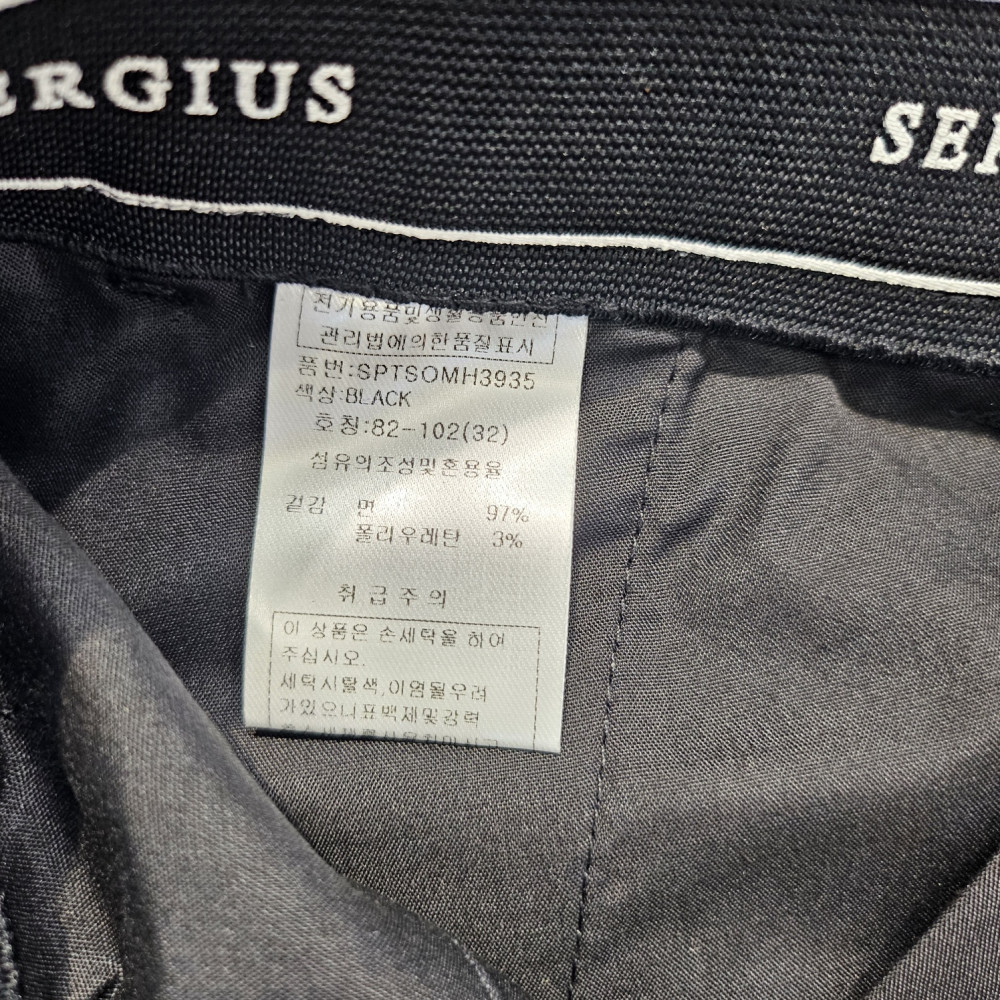 ERGIUS
SER
전기용품및생활용품안전
관리법에의한품질표시
품번:SPTSOMH3935
색상:BLACK
호칭:82-102(32)
섬유의조성및혼용율
겉감 면 97%
폴리우레탄 3%
취급주의
이 상품은 손세탁을 하여
주십시오.
세탁시탈색,이염될우려
가있으니표백제및강력